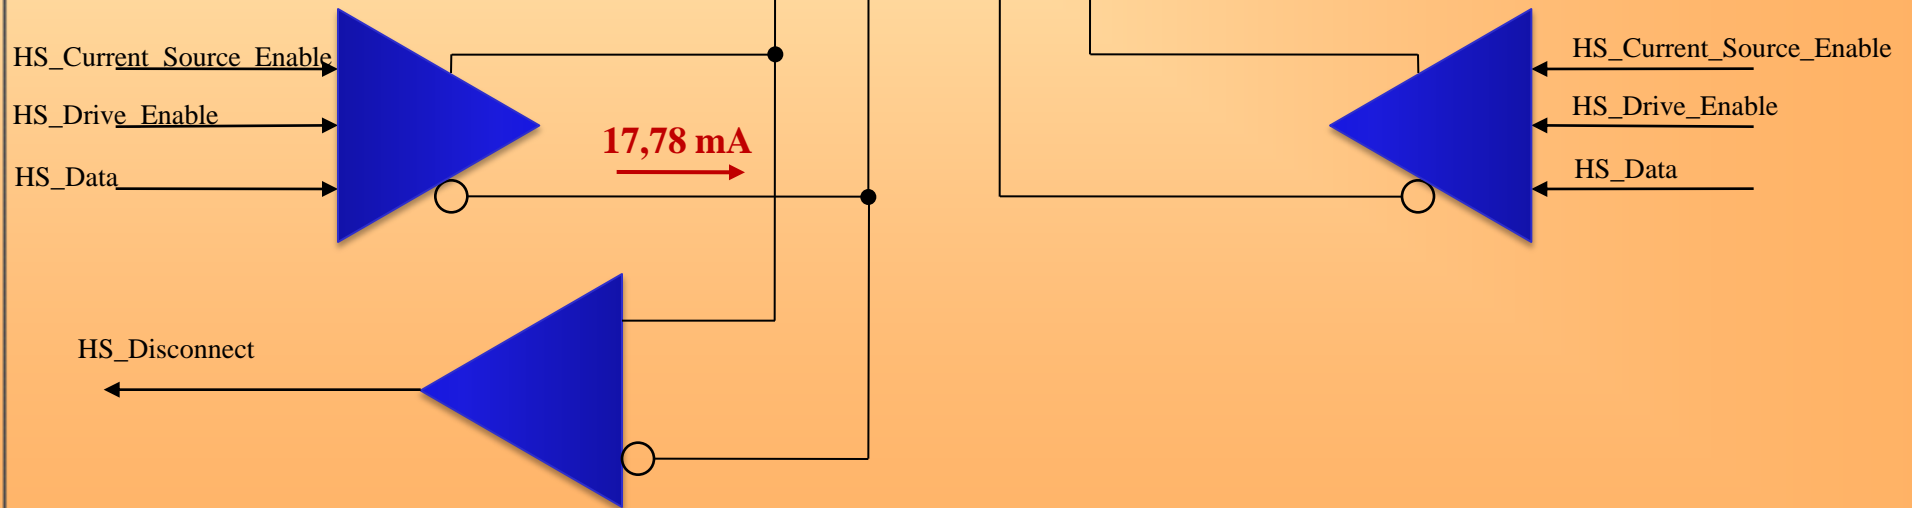 HS_Current_Source_Enable
HS_Drive_Enable
HS_Data
17,78 mA
HS_Current_Source_Enable
HS_Drive_Enable
HS_Data
HS_Disconnect